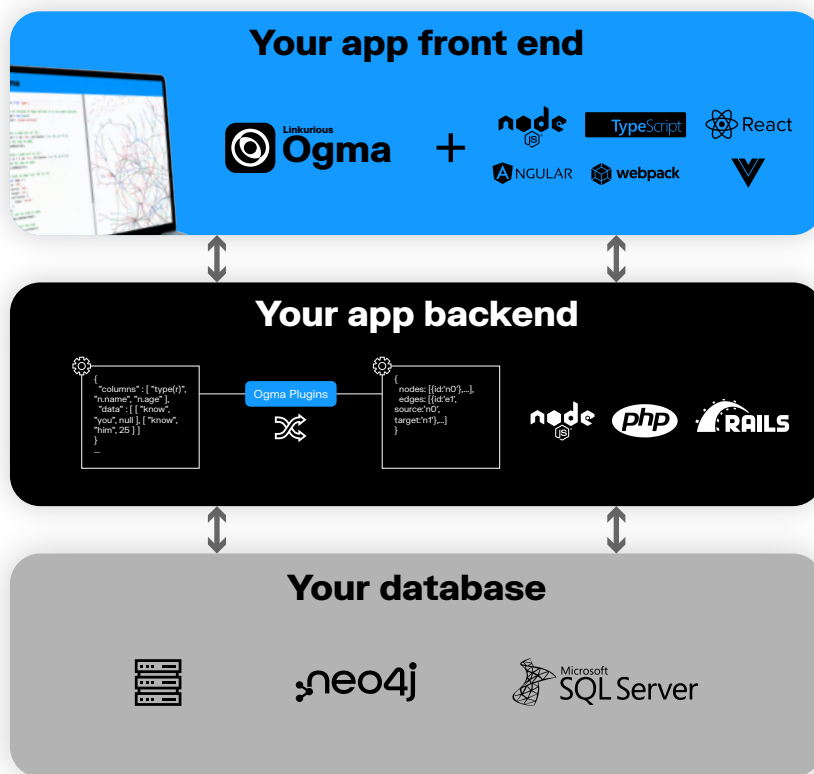 Your app front end
Linkurious
Ogma
+
node
JS
TypeScript
React
ANGULAR
webpack
Your app backend
{
"columns" : [ "type(r)",
"n.name", "n.age" ],
"data" : [ [ "know",
"you", null ], [ "know",
"him", 25 ] ]
}
...
Ogma Plugins
{
nodes: [{id:'n0'},...],
edges: [{id:'e1',
source:'n0',
target:'n1'},...]
}
node
JS
php
RAILS
Your database
neo4j
Microsoft
SQL Server